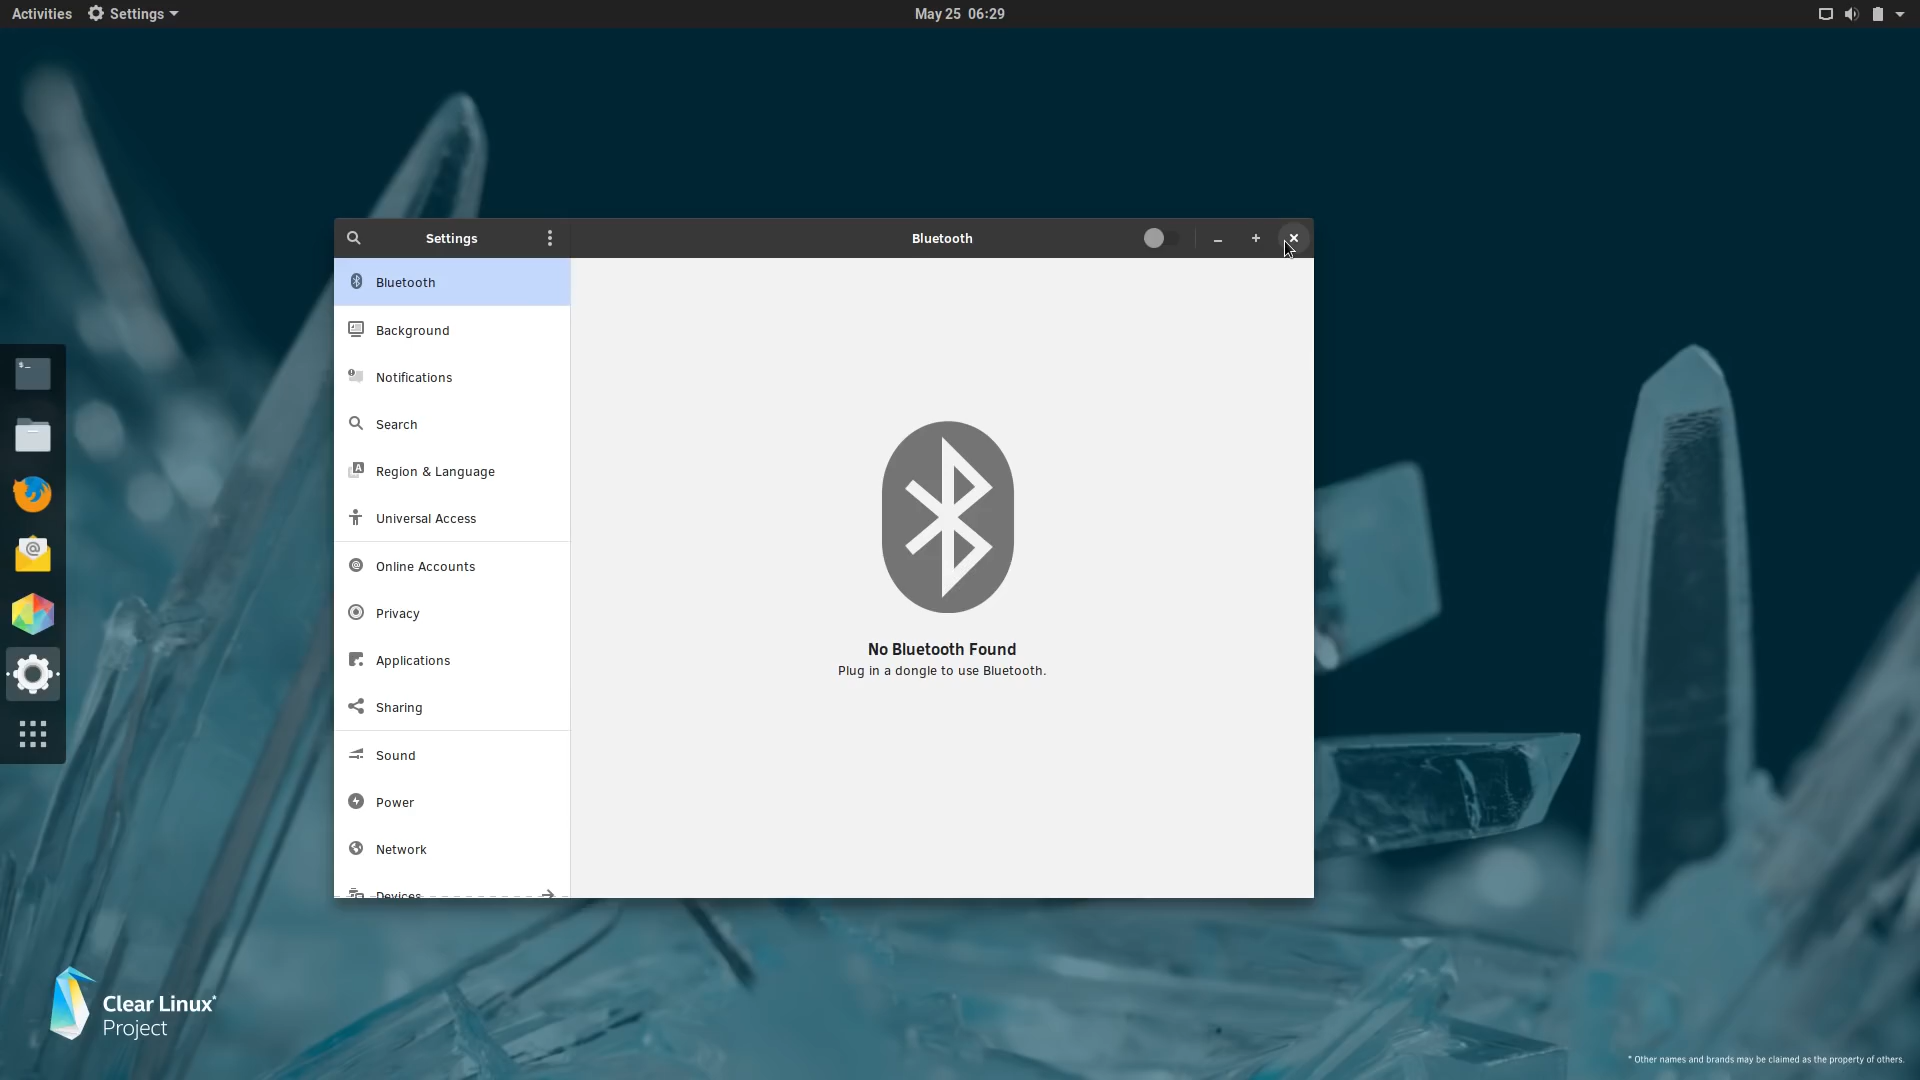 Activities
Settings
May 25 06:29
Settings
Bluetooth
Bluetooth
Background
Notifications
Search
Region & Language
Universal Access
Online Accounts
Privacy
Applications
Sharing
Sound
Power
Network
Devices
No Bluetooth Found
Plug in a dongle to use Bluetooth.
Clear Linux*
Project
* Other names and brands may be claimed as the property of others.